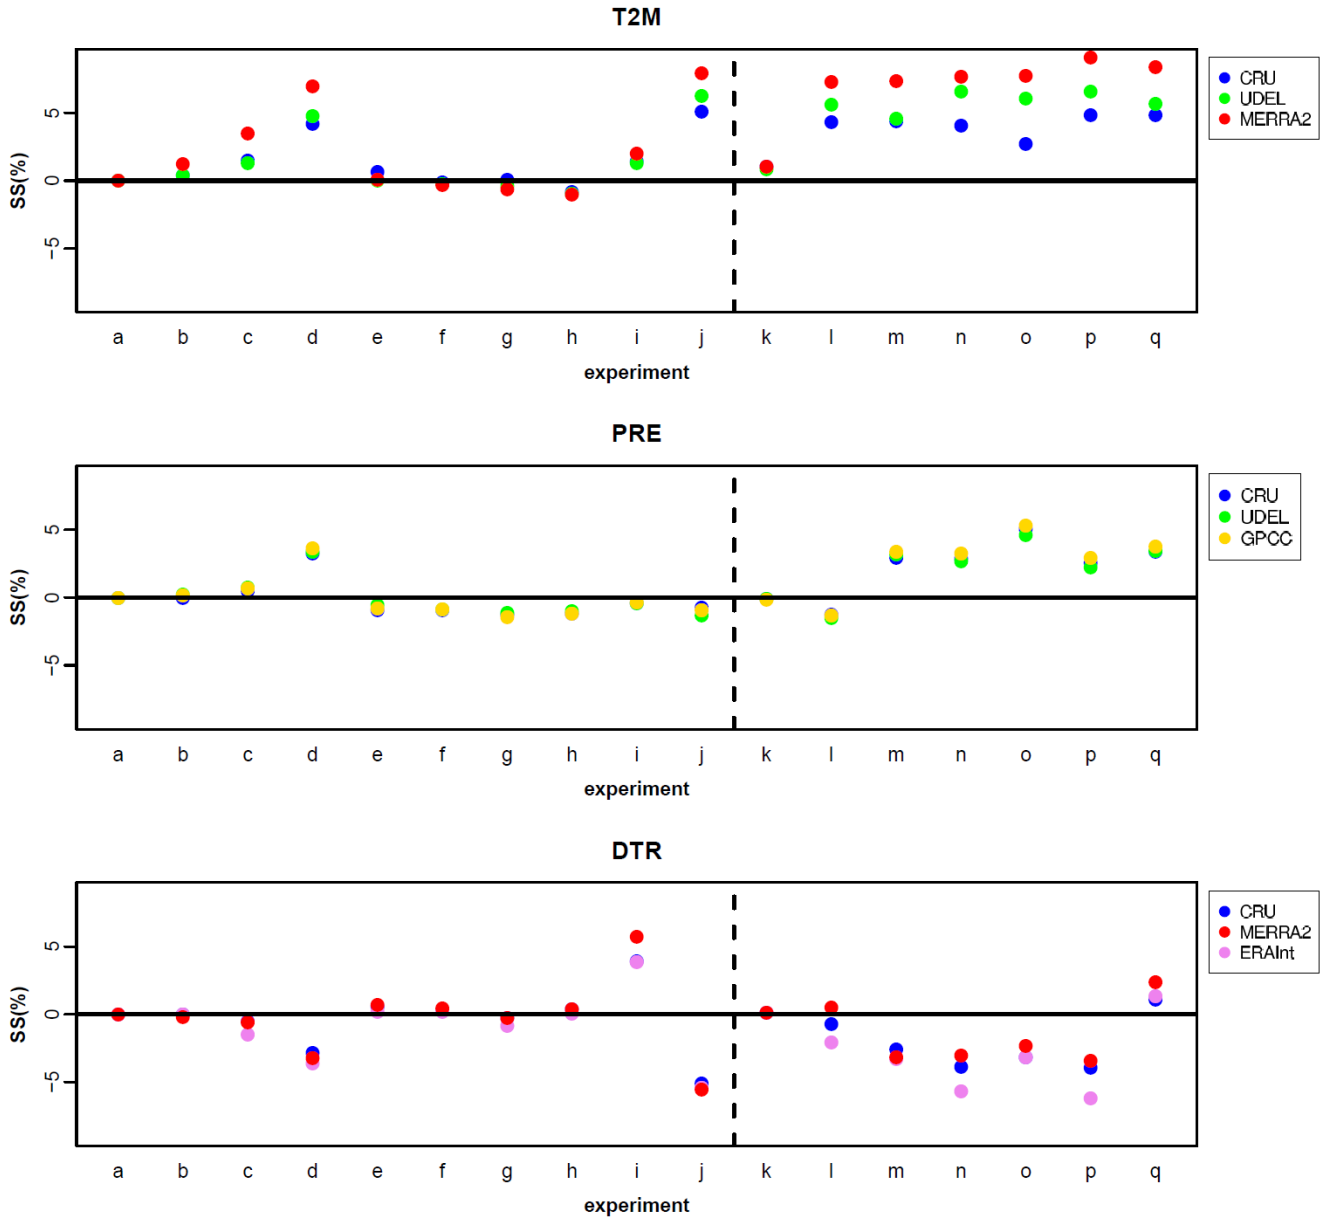 T2M
SS(%)
5
0
−5
a b c d e f g h i j k l m n o p q
experiment
CRU
UDEL
MERRA2
PRE
SS(%)
5
0
−5
a b c d e f g h i j k l m n o p q
experiment
CRU
UDEL
GPCC
DTR
SS(%)
5
0
−5
a b c d e f g h i j k l m n o p q
experiment
CRU
MERRA2
ERAInt